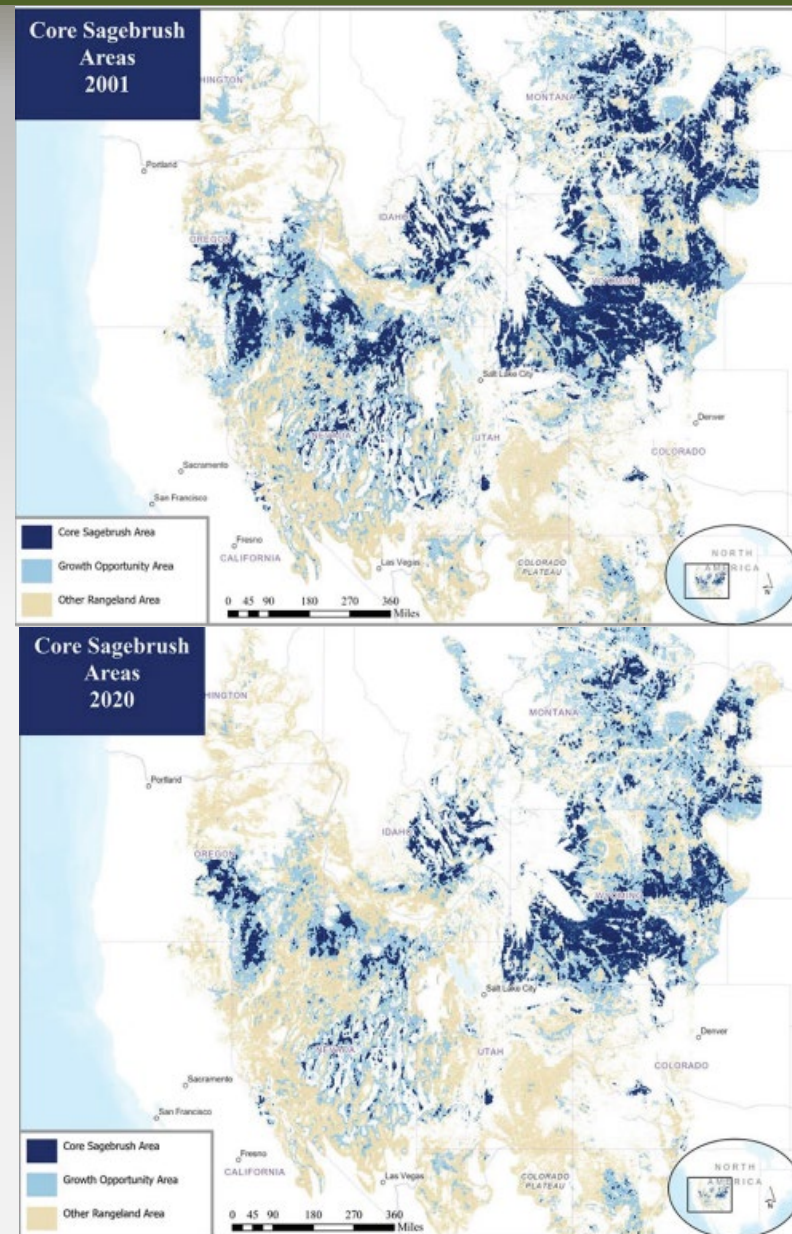 Core Sagebrush
Areas
2001
HINGTON
MONTANA
Portland
IDAHO
OREGON
WYOMING
Salt Lake City
NEVADA
UTAH
Denver
COLORADO
Sacramento
San Francisco
Core Sagebrush Area
Growth Opportunity Area
Other Rangeland Area
Fresno
CALIFORNIA
Las Vegas
COLORADO
PLATEAU
0 45 90 180 270 360
Miles
NORTH
AMERICA
N
Core Sagebrush
Areas
2020
HINGTON
MONTANA
Portland
IDAHO
OREGON
WYOMING
Salt Lake City
NEVADA
UTAH
Denver
COLORADO
Sacramento
San Francisco
Core Sagebrush Area
Growth Opportunity Area
Other Rangeland Area
Fresno
CALIFORNIA
Las Vegas
COLORADO
PLATEAU
0 45 90 180 270 360
Miles
NORTH
AMERICA
N